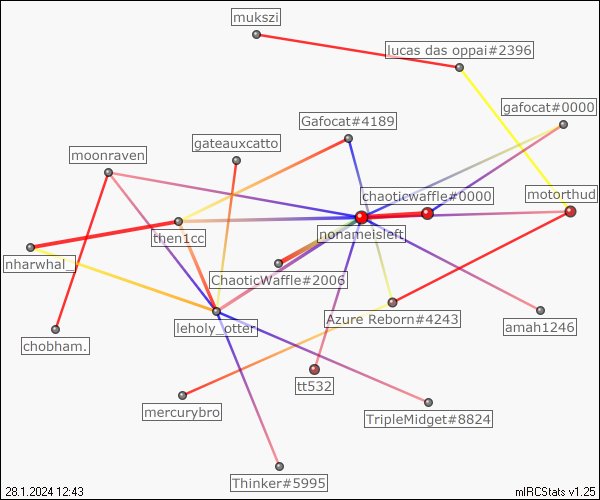 mukszi
lucas das oppai#2396
gafocat#0000
Gafocat#4189
gateauxcatto
moonraven
chaoticwaffle#0000
motorthud
nonameisleft
then1cc
nharwhal_
ChaoticWaffle#2006
Azure Reborn#4243
leholy_otter
amah1246
chobham.
tt532
mercurybro
TripleMidget#8824
Thinker#5995
28.1.2024 12:43
mIRCStats v1.25